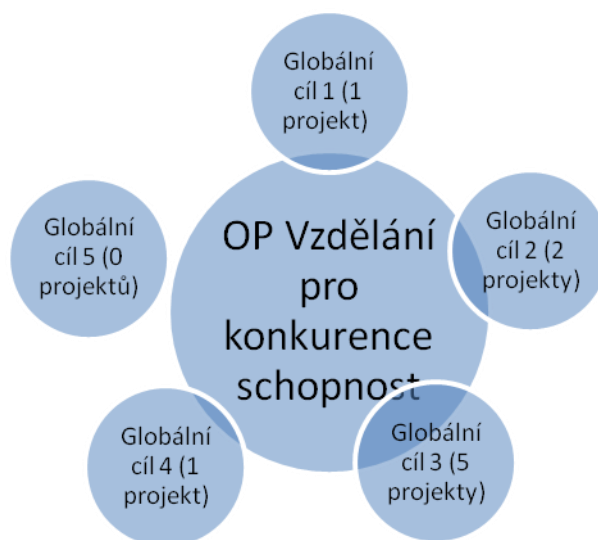 Globální
cíl 1 (1
projekt)
OP Vzdělání
pro
konkurence
schopnost
Globální
cíl 2 (2
projekty)
Globální
cíl 3 (5
projekty)
Globální
cíl 4 (1
projekt)
Globální
cíl 5 (0
projektů)